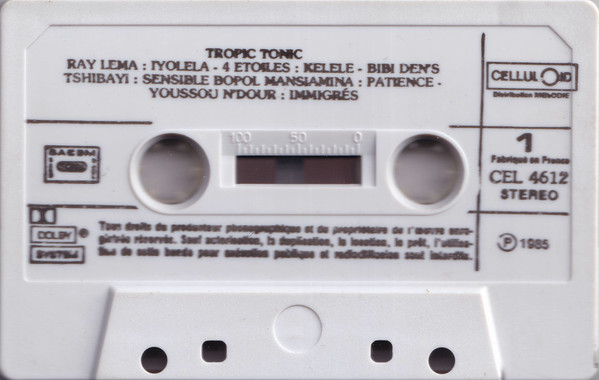 TROPIC TONIC
RAY LEMA : IYOLELA - 4 ETOILES : KELELE - BIBI DEN'S
TSHIBAYI : SENSIBLE BOPOL MANSIAMINA : PATIENCE -
YOUSSOU N'DOUR : IMMIGRÉS
CELLULOID
Distribution MELODIE
100 50 0
1
Fabriqué en France
CEL 4612
STEREO
SACEM
DOLBY ®
SYSTEM
Tous droits du producteur phonographique et du propriétaire de l'œuvre enre-
gistrée réservés. Sauf autorisation, la duplication, la location, le prêt, l'utilisa-
tion de cette bande pour exécution publique et radiodiffusion sont interdits.
Ⓟ 1985